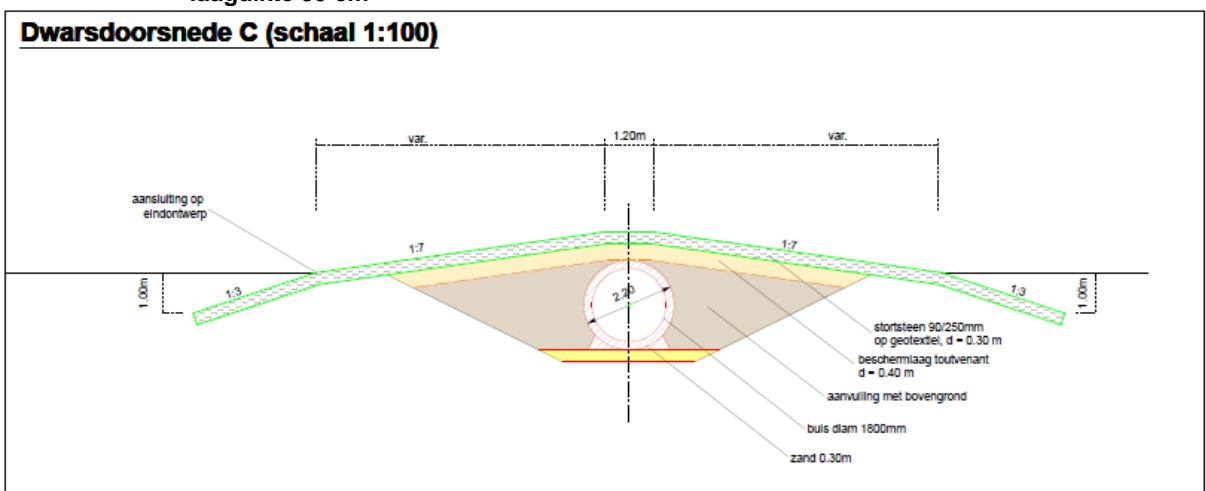 Dwarsdoorsnede C (schaal 1:100)
var.
1.20m
var.
aansluiting op
eindontwerp
1:7
1:7
1:3
1:3
1.00m
1.00m
2.20
stortsteen 90/250mm
op geotextiel, d = 0.30 m
beschermlaag toutvenant
d = 0.40 m
aanvulling met bovengrond
buis diam 1800mm
zand 0.30m